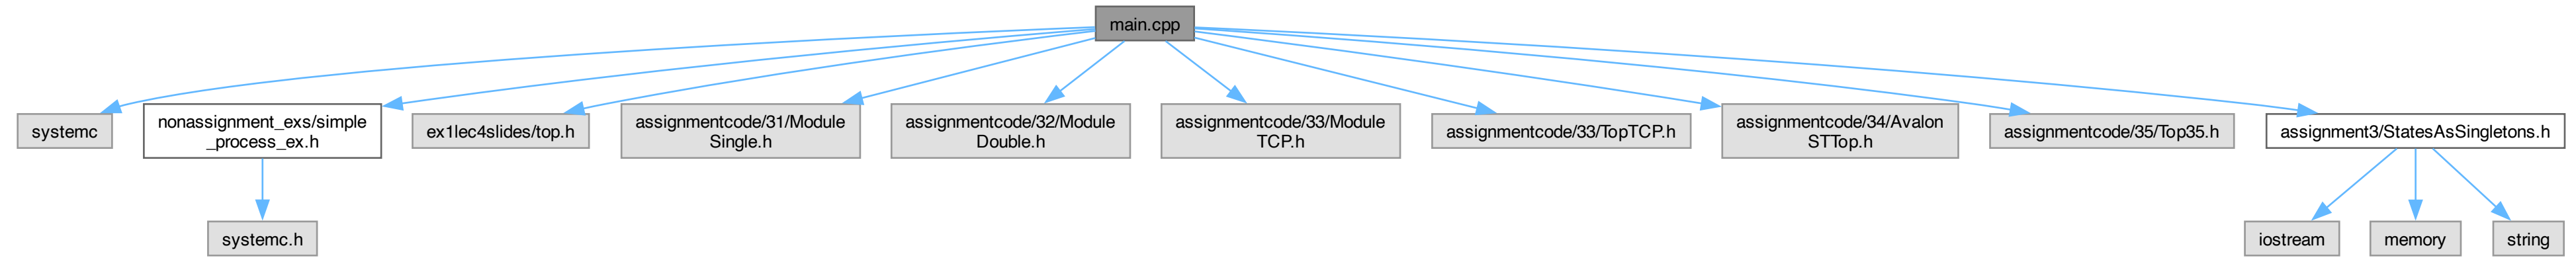 main.cpp
systemc
nonassignment_exs/simple
_process_ex.h
ex1lec4slides/top.h
assignmentcode/31/Module
Single.h
assignmentcode/32/Module
Double.h
assignmentcode/33/Module
TCP.h
assignmentcode/33/TopTCP.h
assignmentcode/34/Avalon
STTop.h
assignmentcode/35/Top35.h
assignment3/StatesAsSingletons.h
systemc.h
iostream
memory
string